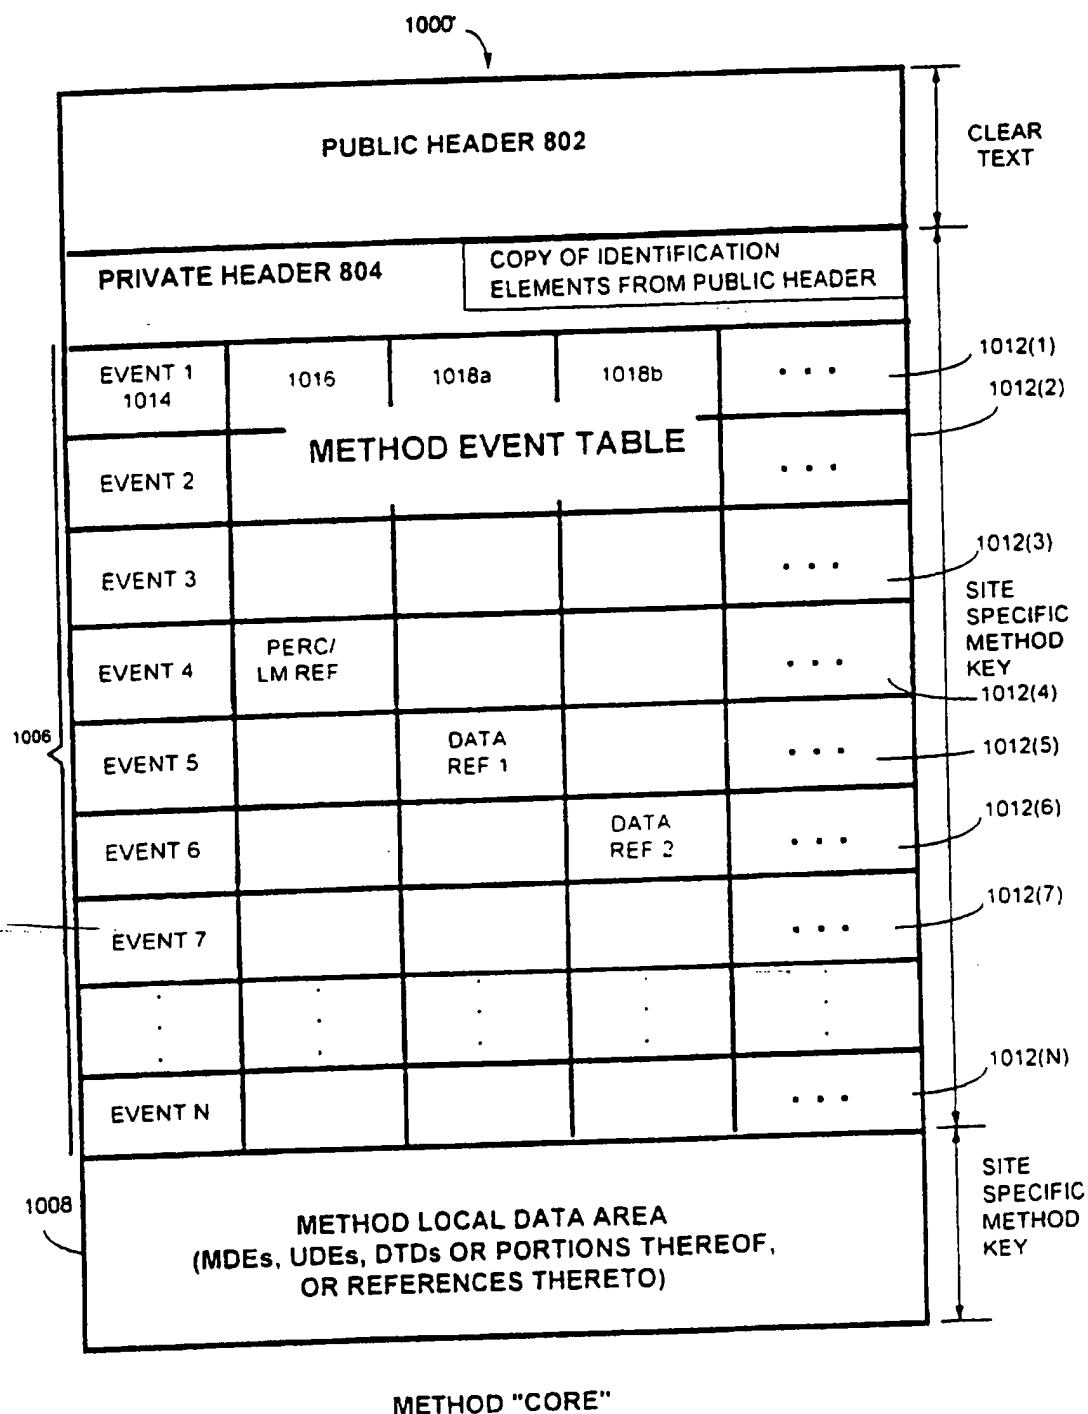 1000
PUBLIC HEADER 802
CLEAR
TEXT
PRIVATE HEADER 804
COPY OF IDENTIFICATION
ELEMENTS FROM PUBLIC HEADER
EVENT 1
1014
1016
1018a
1018b
• • •
1012(1)
1012(2)
METHOD EVENT TABLE
EVENT 2
• • •
EVENT 3
• • •
1012(3)
SITE
SPECIFIC
METHOD
KEY
EVENT 4
PERC/
LM REF
• • •
1012(4)
1006
EVENT 5
DATA
REF 1
• • •
1012(5)
EVENT 6
DATA
REF 2
• • •
1012(6)
EVENT 7
• • •
1012(7)
EVENT N
• • •
1012(N)
1008
METHOD LOCAL DATA AREA
(MDEs, UDEs, DTDs OR PORTIONS THEREOF,
OR REFERENCES THERETO)
SITE
SPECIFIC
METHOD
KEY
METHOD "CORE"